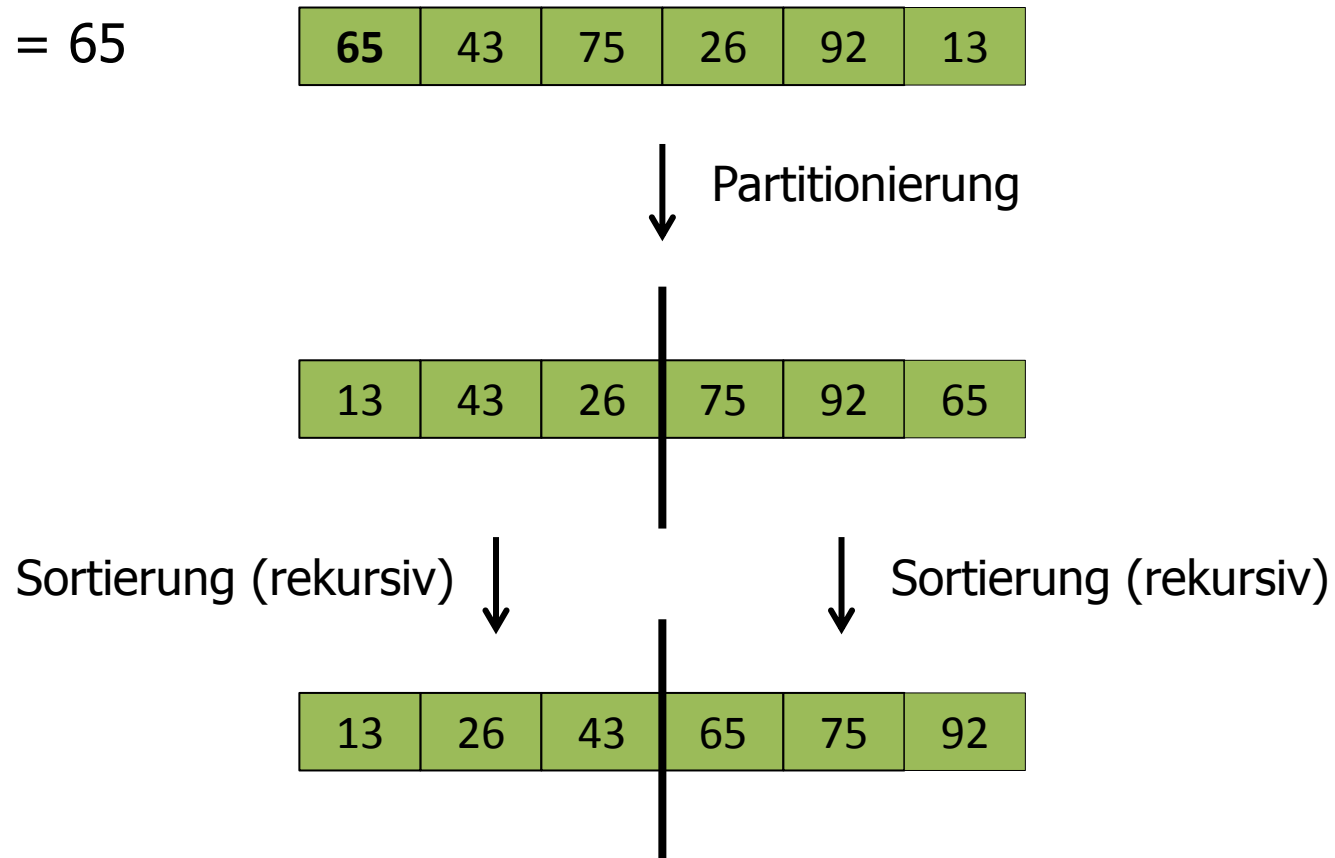 = 65
65 43 75 26 92 13
Partitionierung
13 43 26 75 92 65
Sortierung (rekursiv) Sortierung (rekursiv)
13 26 43 65 75 92